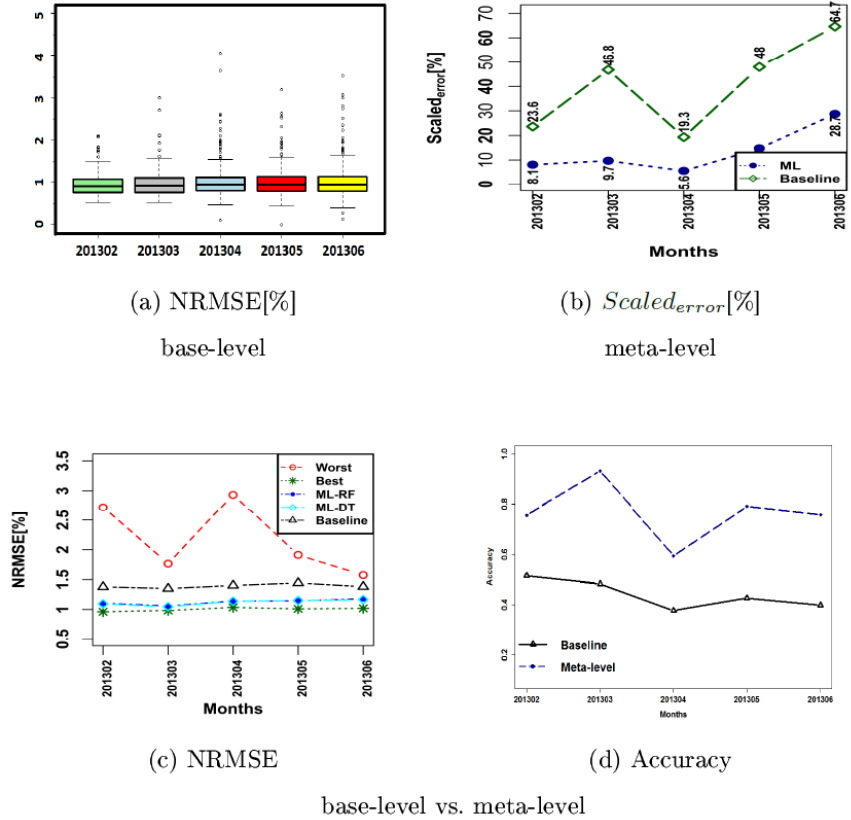 5
4
3
2
1
0
201302
201303
201304
201305
201306
(a) NRMSE[%]
base-level
Scaled_error[%]
70
60
50
40
30
20
10
0
23.6
46.8
19.3
48
64.7
8.1
9.7
5.6
28.7
ML
Baseline
201302
201303
201304
201305
201306
Months
(b) Scaled_error[%]
meta-level
NRMSE[%]
3.5
3
2.5
2
1.5
1
0.5
Worst
Best
ML-RF
ML-DT
Baseline
201302
201303
201304
201305
201306
Months
(c) NRMSE
Accuracy
1.0
0.8
0.6
0.4
0.2
Baseline
Meta-level
201302
201303
201304
201305
201306
Months
(d) Accuracy
base-level vs. meta-level